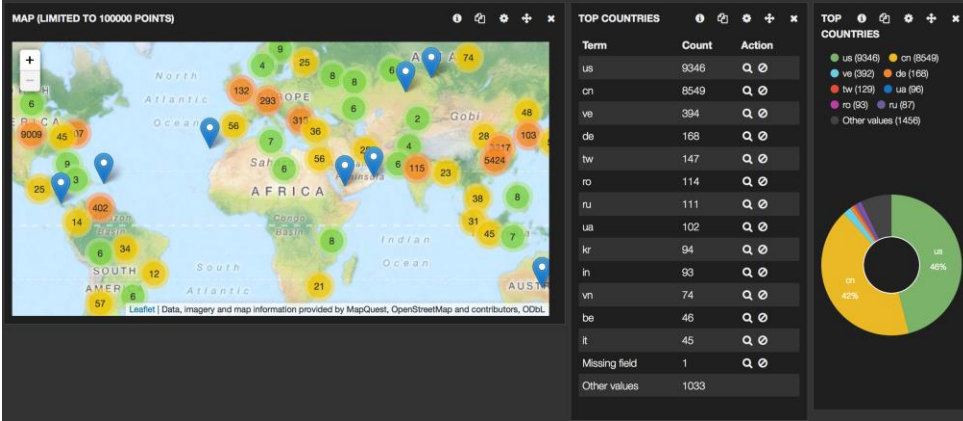 MAP (LIMITED TO 100000 POINTS)
+
−
9
4
25
74
6
8
8
North
Atlantic
Ocean
132
293
OPE
6
6
2
Gobi
48
9009
45
56
36
28
103
7
4
5424
Sah
6
56
6
115
23
9
3
25
AFRICA
38
8
402
14
Congo
Basin
31
45
7
6
34
8
Indian
Ocean
SOUTH
12
South
Atlantic
21
AUST
57
6
Leaflet | Data, imagery and map information provided by MapQuest, OpenStreetMap and contributors, ODbL
TOP COUNTRIES
Term Count Action
us 9346
cn 8549
ve 394
de 168
tw 147
ro 114
ru 111
ua 102
kr 94
in 93
vn 74
be 46
it 45
Missing field 1
Other values 1033
TOP
COUNTRIES
us (9346) cn (8549)
ve (392) de (168)
tw (129) ua (96)
ro (93) ru (87)
Other values (1456)
us
46%
cn
42%